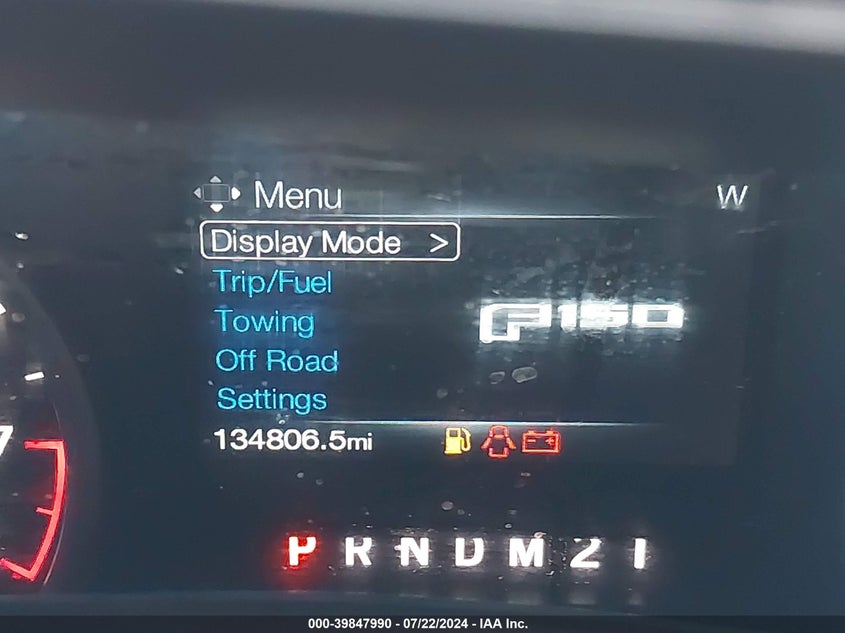 Menu
W
Display Mode >
Trip/Fuel
Towing
F150
Off Road
Settings
134806.5mi
7
P R N D M 2 1
000-39847990 - 07/22/2024 - IAA Inc.